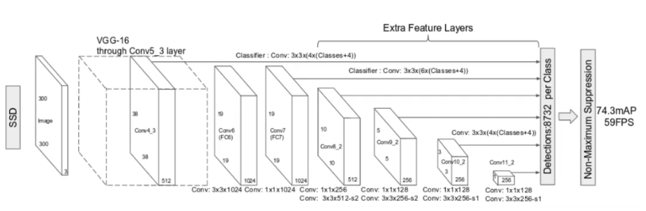 Extra Feature Layers
VGG-16
through Conv5_3 layer
Classifier : Conv: 3x3x(4x(Classes+4))
Classifier : Conv: 3x3x(6x(Classes+4))
SSD
300
Image
300
3
38
Conv4_3
38
512
19
Conv6
(FC6)
19
1024
19
Conv7
(FC7)
19
1024
10
Conv8_2
10
512
5
Conv9_2
5
256
Conv: 3x3x(4x(Classes+4))
3
Conv10_2
3
256
Conv11_2
256
Conv: 3x3x1024
Conv: 1x1x1024
Conv: 1x1x256
Conv: 3x3x512-s2
Conv: 1x1x128
Conv: 3x3x256-s2
Conv: 1x1x128
Conv: 3x3x256-s1
Conv: 1x1x128
Conv: 3x3x256-s1
Detections:8732 per Class
Non-Maximum Suppression
74.3mAP
59FPS